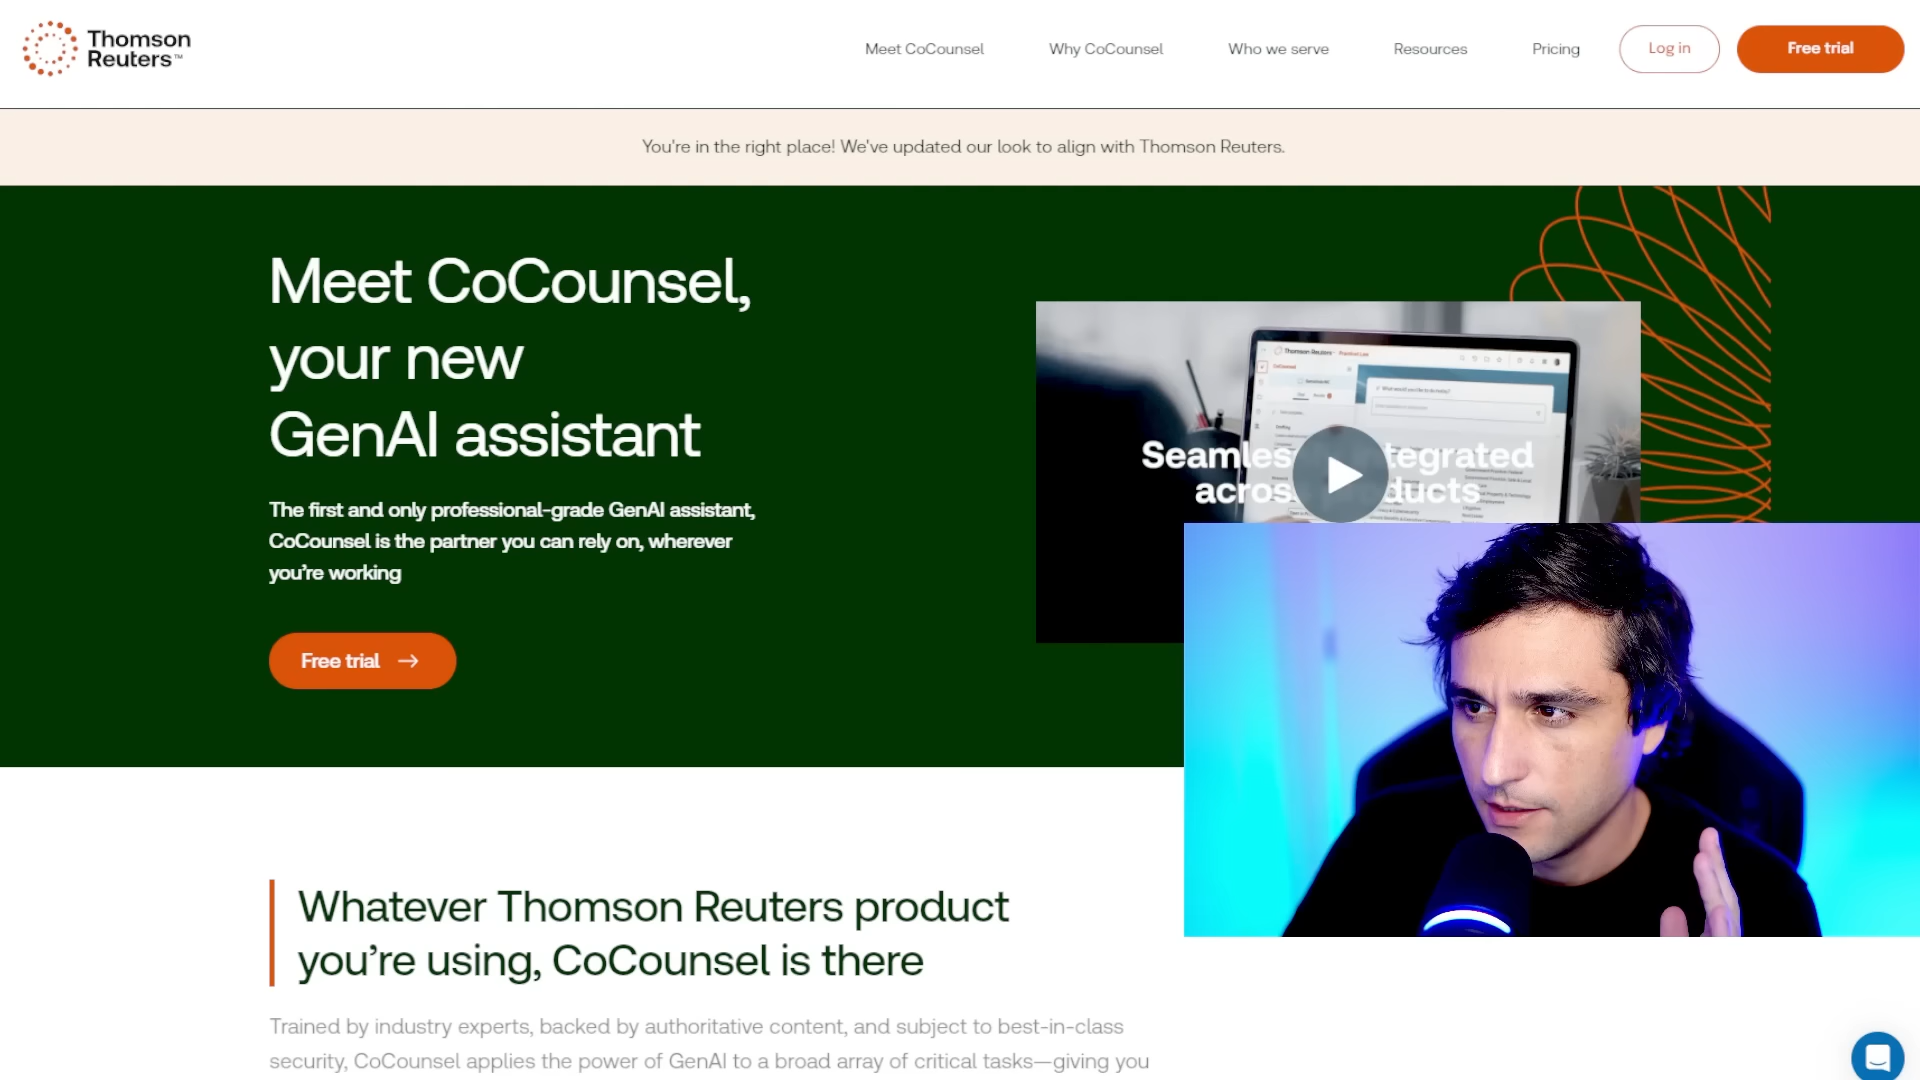 Thomson
Reuters™
Meet CoCounsel
Why CoCounsel
Who we serve
Resources
Pricing
Log in
Free trial
You're in the right place! We've updated our look to align with Thomson Reuters.
Meet CoCounsel,
your new
GenAI assistant
The first and only professional-grade GenAI assistant,
CoCounsel is the partner you can rely on, wherever
you're working
Free trial →
Thomson Reuters
CoCounsel
Whatever Thomson Reuters product
you're using, CoCounsel is there
Trained by industry experts, backed by authoritative content, and subject to best-in-class
security, CoCounsel applies the power of GenAI to a broad array of critical tasks—giving you